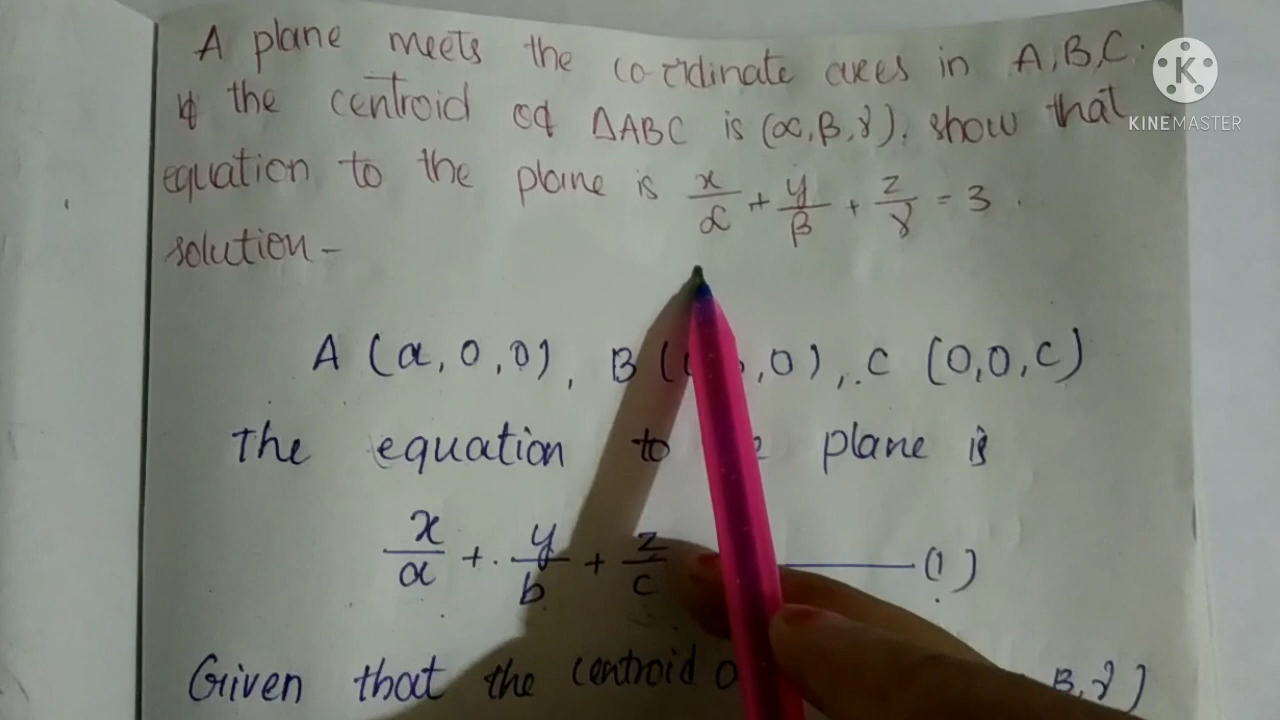 A plane meets the co-ordinate axes in A,B,C.
If the centroid of ΔABC is (α,β,γ). show that
KINEMASTER
equation to the plane is x/α + y/β + z/γ = 3.
solution -
A (a,0,0), B ( ,0), C (0,0,C)
The equation to plane is
x/a + y/b + z/c (1)
Given that the centroid β,γ)